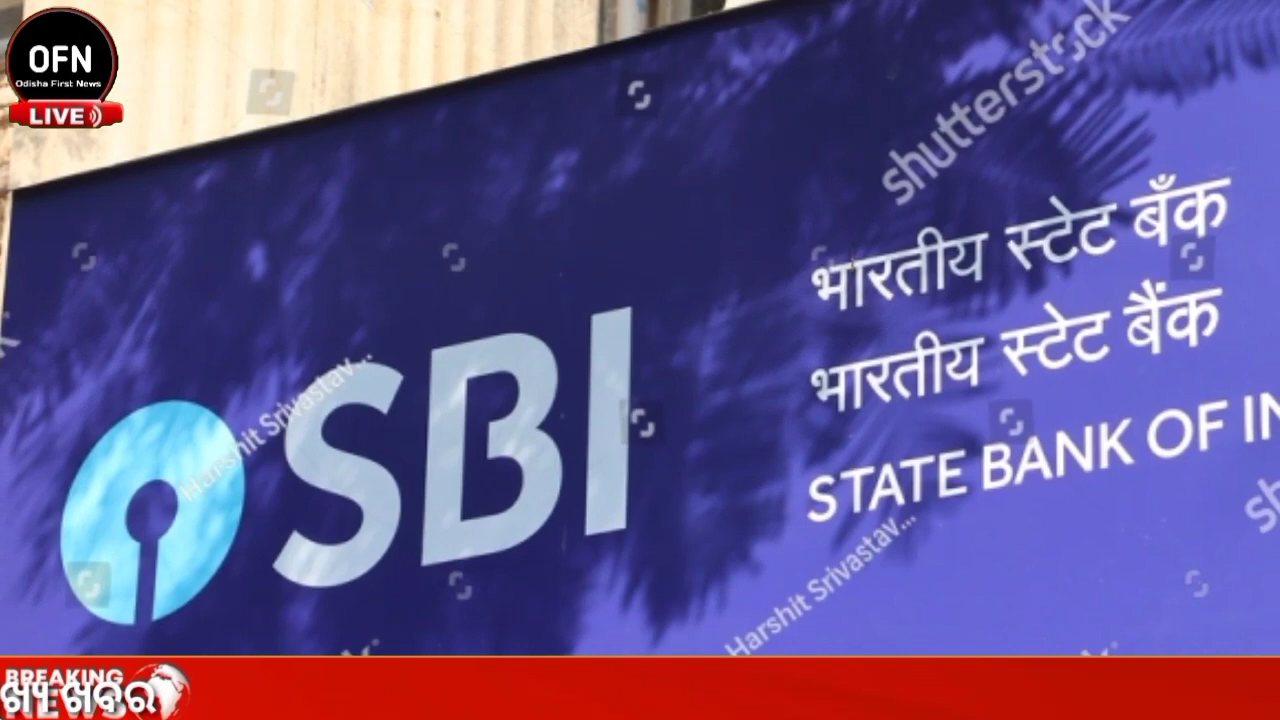 OFN
Odisha First News
LIVE
shutterstock
भारतीय स्टेट बँक
भारतीय स्टेट बैंक
SBI
STATE BANK OF IN
Harshit Srivastav...
Harshit Srivastav...
BREAKING
NEWS
ଖବର